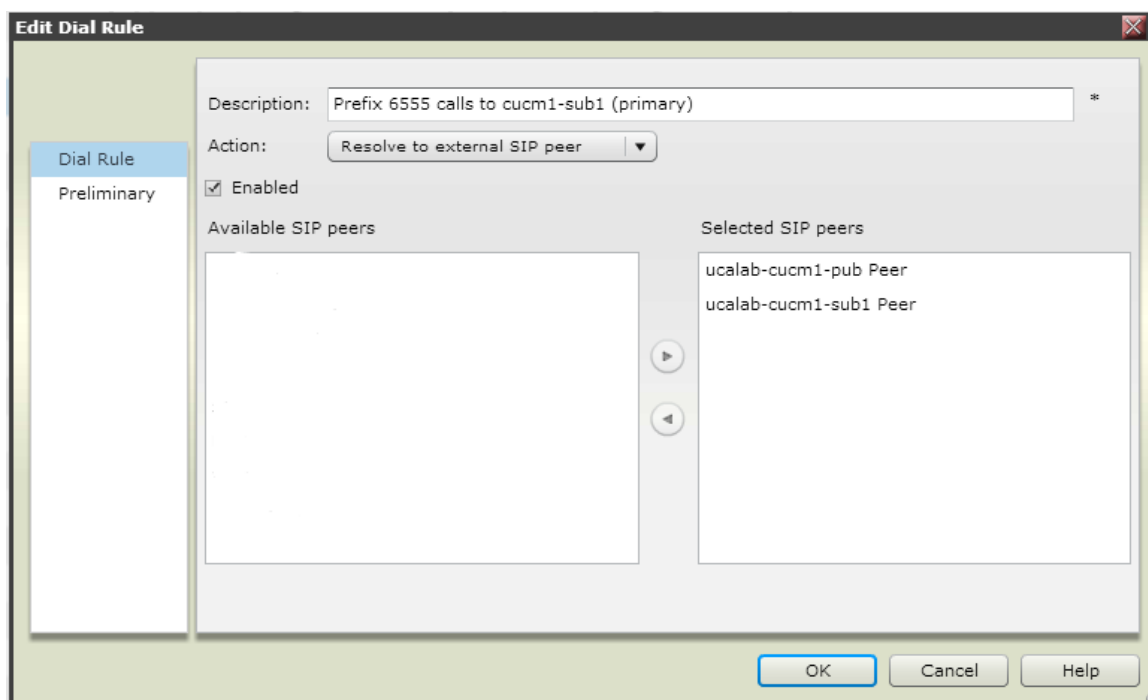 Edit Dial Rule
Dial Rule
Preliminary
Description: Prefix 6555 calls to cucm1-sub1 (primary) *
Action: Resolve to external SIP peer
Enabled
Available SIP peers
Selected SIP peers
ucalab-cucm1-pub Peer
ucalab-cucm1-sub1 Peer
OK Cancel Help